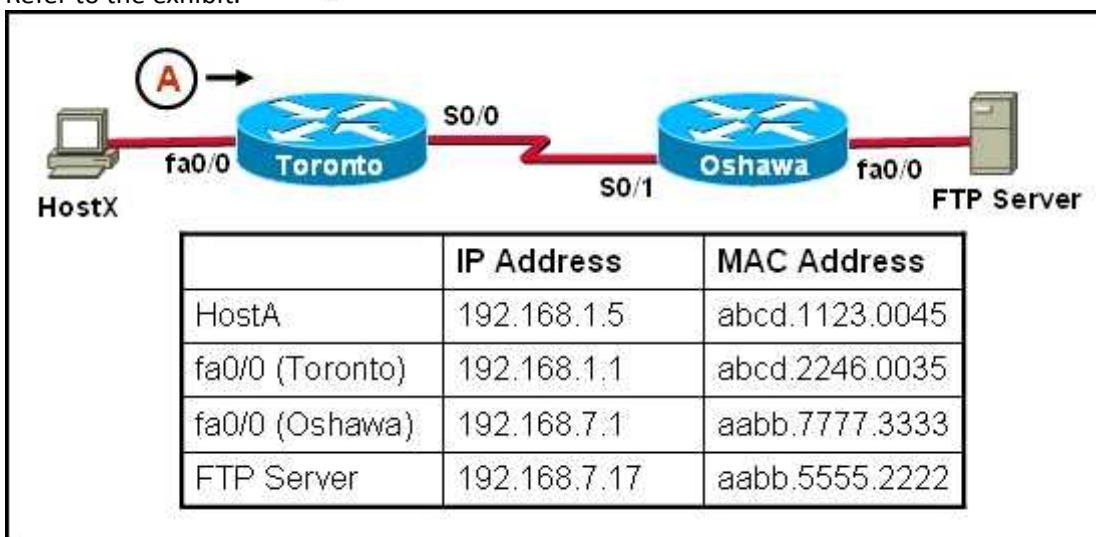 Refer to the exhibit.
A
S0/0
fa0/0
Toronto
Oshawa
fa0/0
S0/1
HostX
FTP Server
IP Address MAC Address
HostA 192.168.1.5 abcd.1123.0045
fa0/0 (Toronto) 192.168.1.1 abcd.2246.0035
fa0/0 (Oshawa) 192.168.7.1 aabb.7777.3333
FTP Server 192.168.7.17 aabb.5555.2222